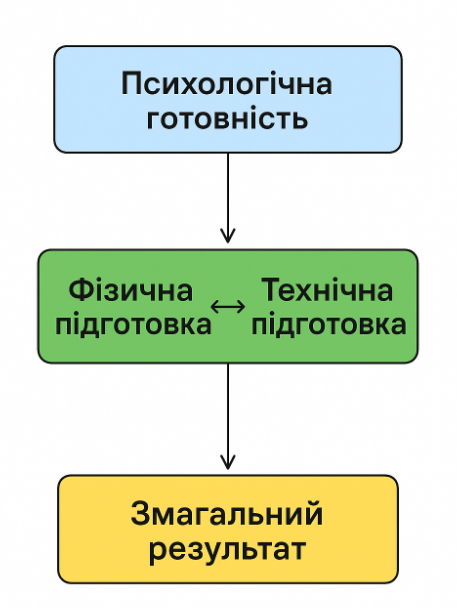 Психологічна
готовність
Фізична
підготовка
Технічна
підготовка
Змагальний
результат